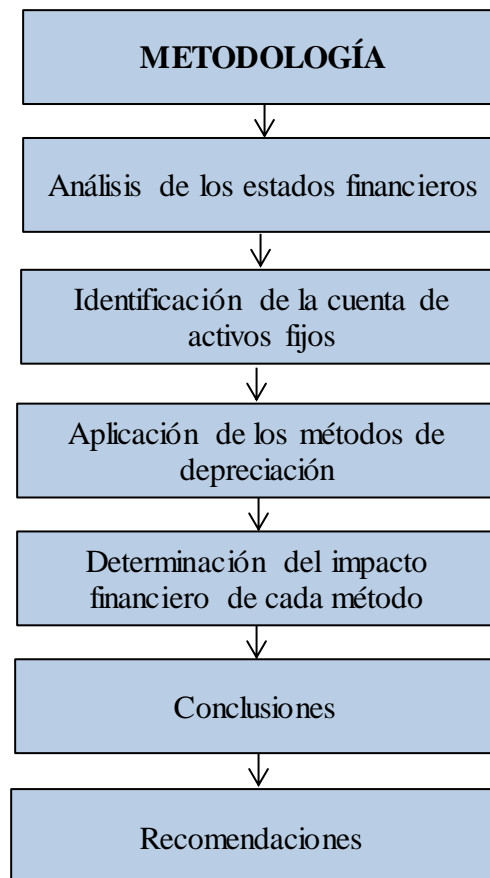 METODOLOGÍA
Análisis de los estados financieros
Identificación de la cuenta de
activos fijos
Aplicación de los métodos de
depreciación
Determinación del impacto
financiero de cada método
Conclusiones
Recomendaciones